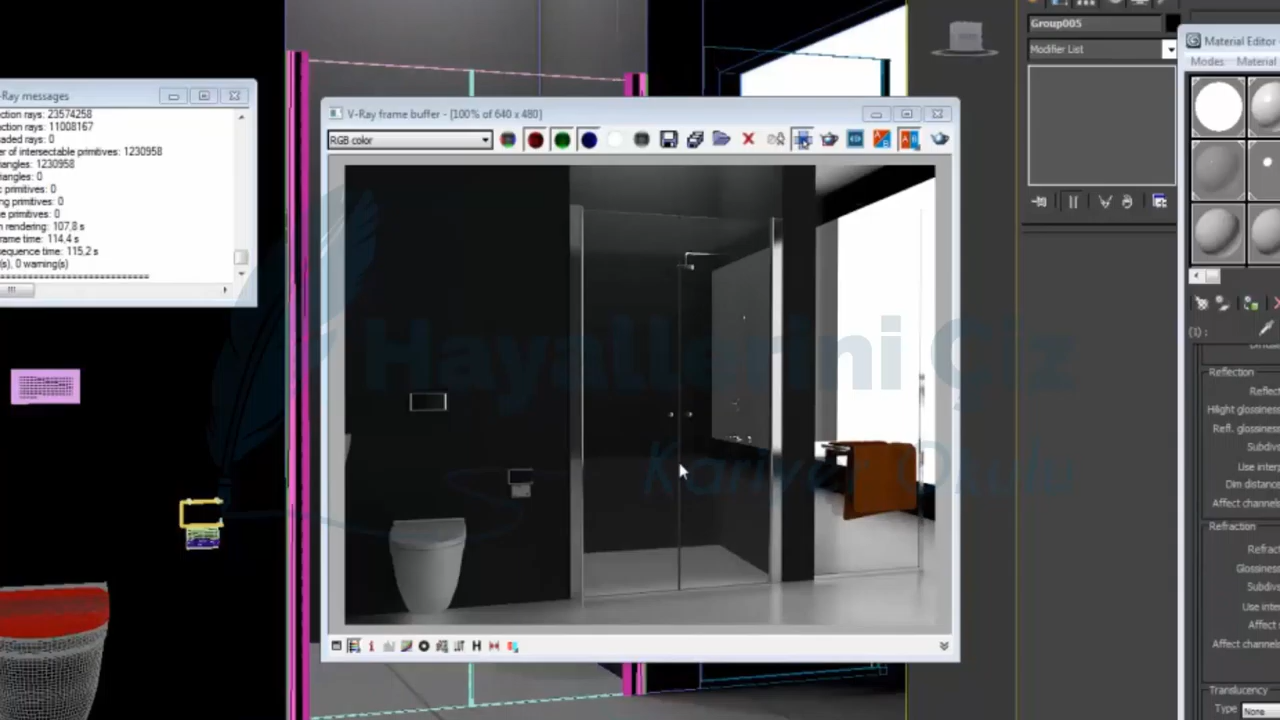 Group005
Material Editor -
Modifier List
Modes Material
-Ray messages
V-Ray frame buffer - [100% of 640 x 480]
ction rays: 23574258
ction rays: 11008167
aded rays: 0
er of intersectable primitives: 1230958
angles: 1230958
iangles: 0
c primitives: 0
ng primitives: 0
e primitives: 0
n rendering: 107,8 s
rame time: 114,4 s
equence time: 115,2 s
(s), 0 warning(s)
==================================
RGB color
Hayallerini Çiz
Kariyer Okulu
(1) :
Reflection
Reflect
Hilight glossiness
Refl. glossiness
Subdivs
Use interp
Dim distance
Affect channels
Refraction
Refract
Glossiness
Subdivs
Use inter
Affect s
Affect channels
Translucency
Type None